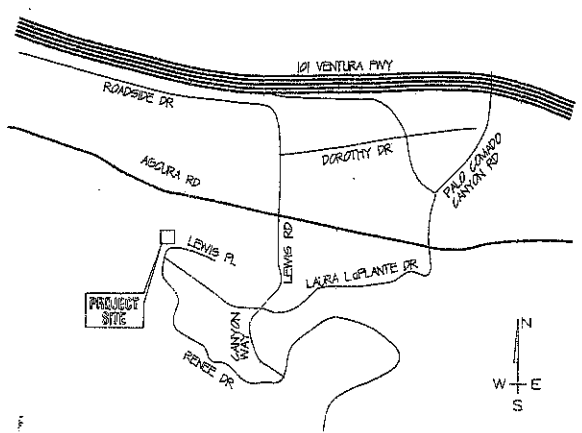 101 VENTURA FWY
ROADSIDE DR
DOROTHY DR
PALO COMADO
CANYON RD
AGOURA RD
LEWIS RD
LEWIS PL
LAURA LaPLANTE DR
PROJECT
SITE
CANYON
WAY
RENEE DR
N
W E
S